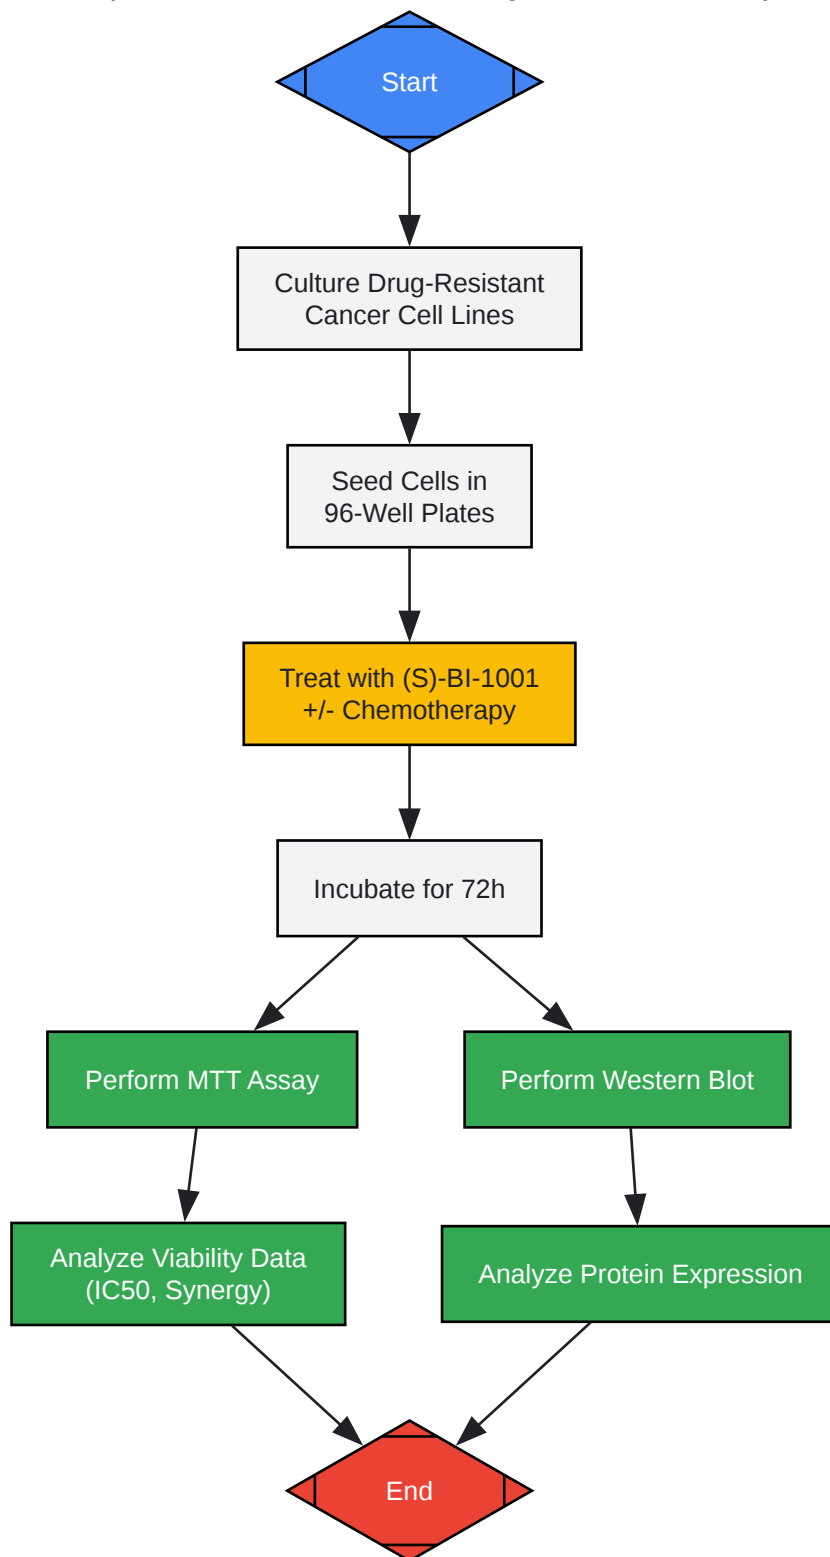 Start
Culture Drug-Resistant
Cancer Cell Lines
Seed Cells in
96-Well Plates
Treat with (S)-BI-1001
+/- Chemotherapy
Incubate for 72h
Perform MTT Assay
Perform Western Blot
Analyze Viability Data
(IC50, Synergy)
Analyze Protein Expression
End